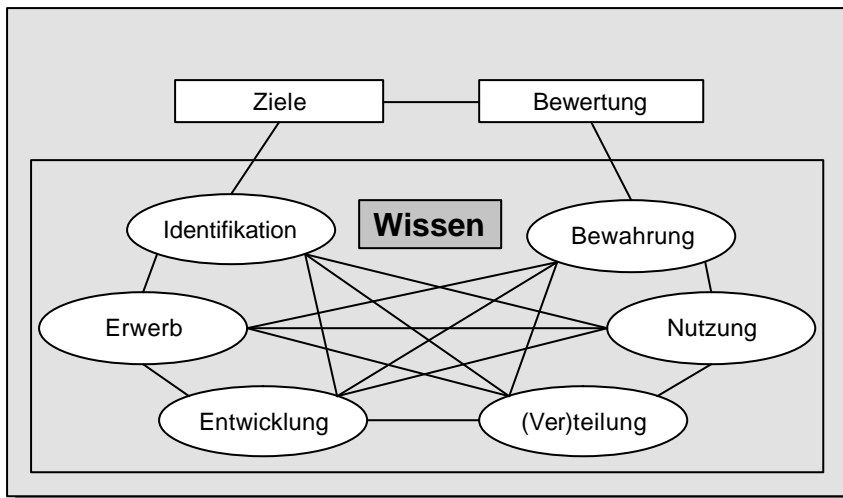 Ziele
Bewertung
Identifikation
Wissen
Bewahrung
Erwerb
Nutzung
Entwicklung
(Ver)teilung